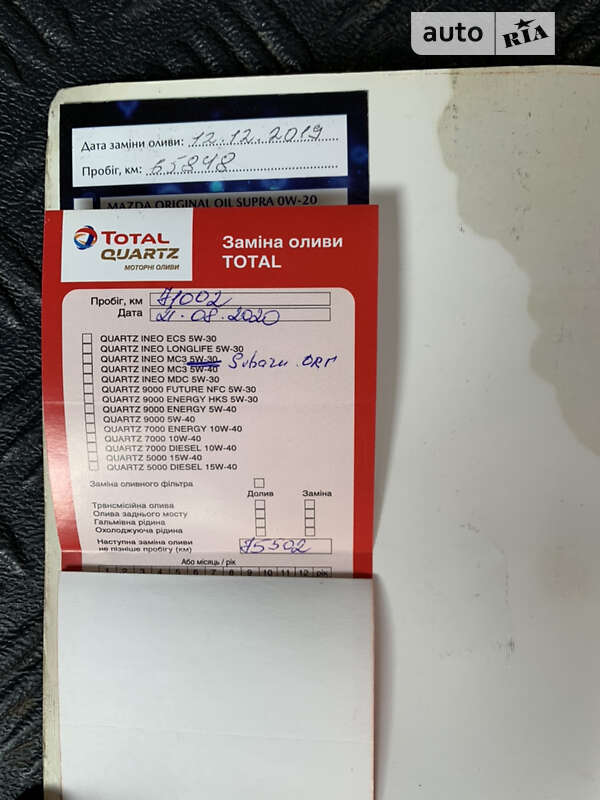 auto RIA
Дата заміни оливи: 12.12.2019
Пробіг, км: 65848
MAZDA ORIGINAL OIL SUPRA 0W-20
TOTAL
QUARTZ
МОТОРНІ ОЛИВИ
Заміна оливи
TOTAL
Пробіг, км 71002
Дата 21.08.2020
QUARTZ INEO ECS 5W-30
QUARTZ INEO LONGLIFE 5W-30
QUARTZ INEO MC3 5W-30 Subaru
QUARTZ INEO MC3 5W-40
QUARTZ INEO MDC 5W-30
QUARTZ 9000 FUTURE NFC 5W-30
QUARTZ 9000 ENERGY HKS 5W-30
QUARTZ 9000 ENERGY 5W-40
QUARTZ 9000 5W-40
QUARTZ 7000 ENERGY 10W-40
QUARTZ 7000 10W-40
QUARTZ 7000 DIESEL 10W-40
QUARTZ 5000 15W-40
QUARTZ 5000 DIESEL 15W-40
Заміна оливного фільтра
Долив Заміна
Трансмісійна олива
Олива заднього мосту
Гальмівна рідина
Охолоджуюча рідина
Наступна заміна оливи
не пізніше пробігу (км) 75502
Або місяць / рік
1 2 3 4 5 6 7 8 9 10 11 12 рік